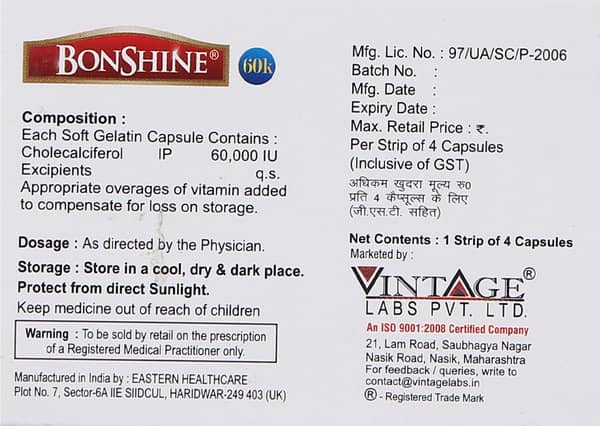 BONSHINE®
60k
Composition :
Each Soft Gelatin Capsule Contains :
Cholecalciferol IP 60,000 IU
Excipients q.s.
Appropriate overages of vitamin added
to compensate for loss on storage.
Dosage : As directed by the Physician.
Storage : Store in a cool, dry & dark place.
Protect from direct Sunlight.
Keep medicine out of reach of children
Warning : To be sold by retail on the prescription
of a Registered Medical Practitioner only.
Manufactured in India by : EASTERN HEALTHCARE
Plot No. 7, Sector-6A IIE SIIDCUL, HARIDWAR-249 403 (UK)
Mfg. Lic. No. : 97/UA/SC/P-2006
Batch No. :
Mfg. Date :
Expiry Date :
Max. Retail Price : ₹.
Per Strip of 4 Capsules
(Inclusive of GST)
अधिकम खुदरा मूल्य रु0
प्रति 4 कैप्सूल्स के लिए
(जी.एस.टी. सहित)
Net Contents : 1 Strip of 4 Capsules
Marketed by :
VINTAGE®
LABS PVT. LTD.
An ISO 9001:2008 Certified Company
21, Lam Road, Saubhagya Nagar
Nasik Road, Nasik, Maharashtra
For feedback / queries, write to
contact@vintagelabs.in
® - Registered Trade Mark